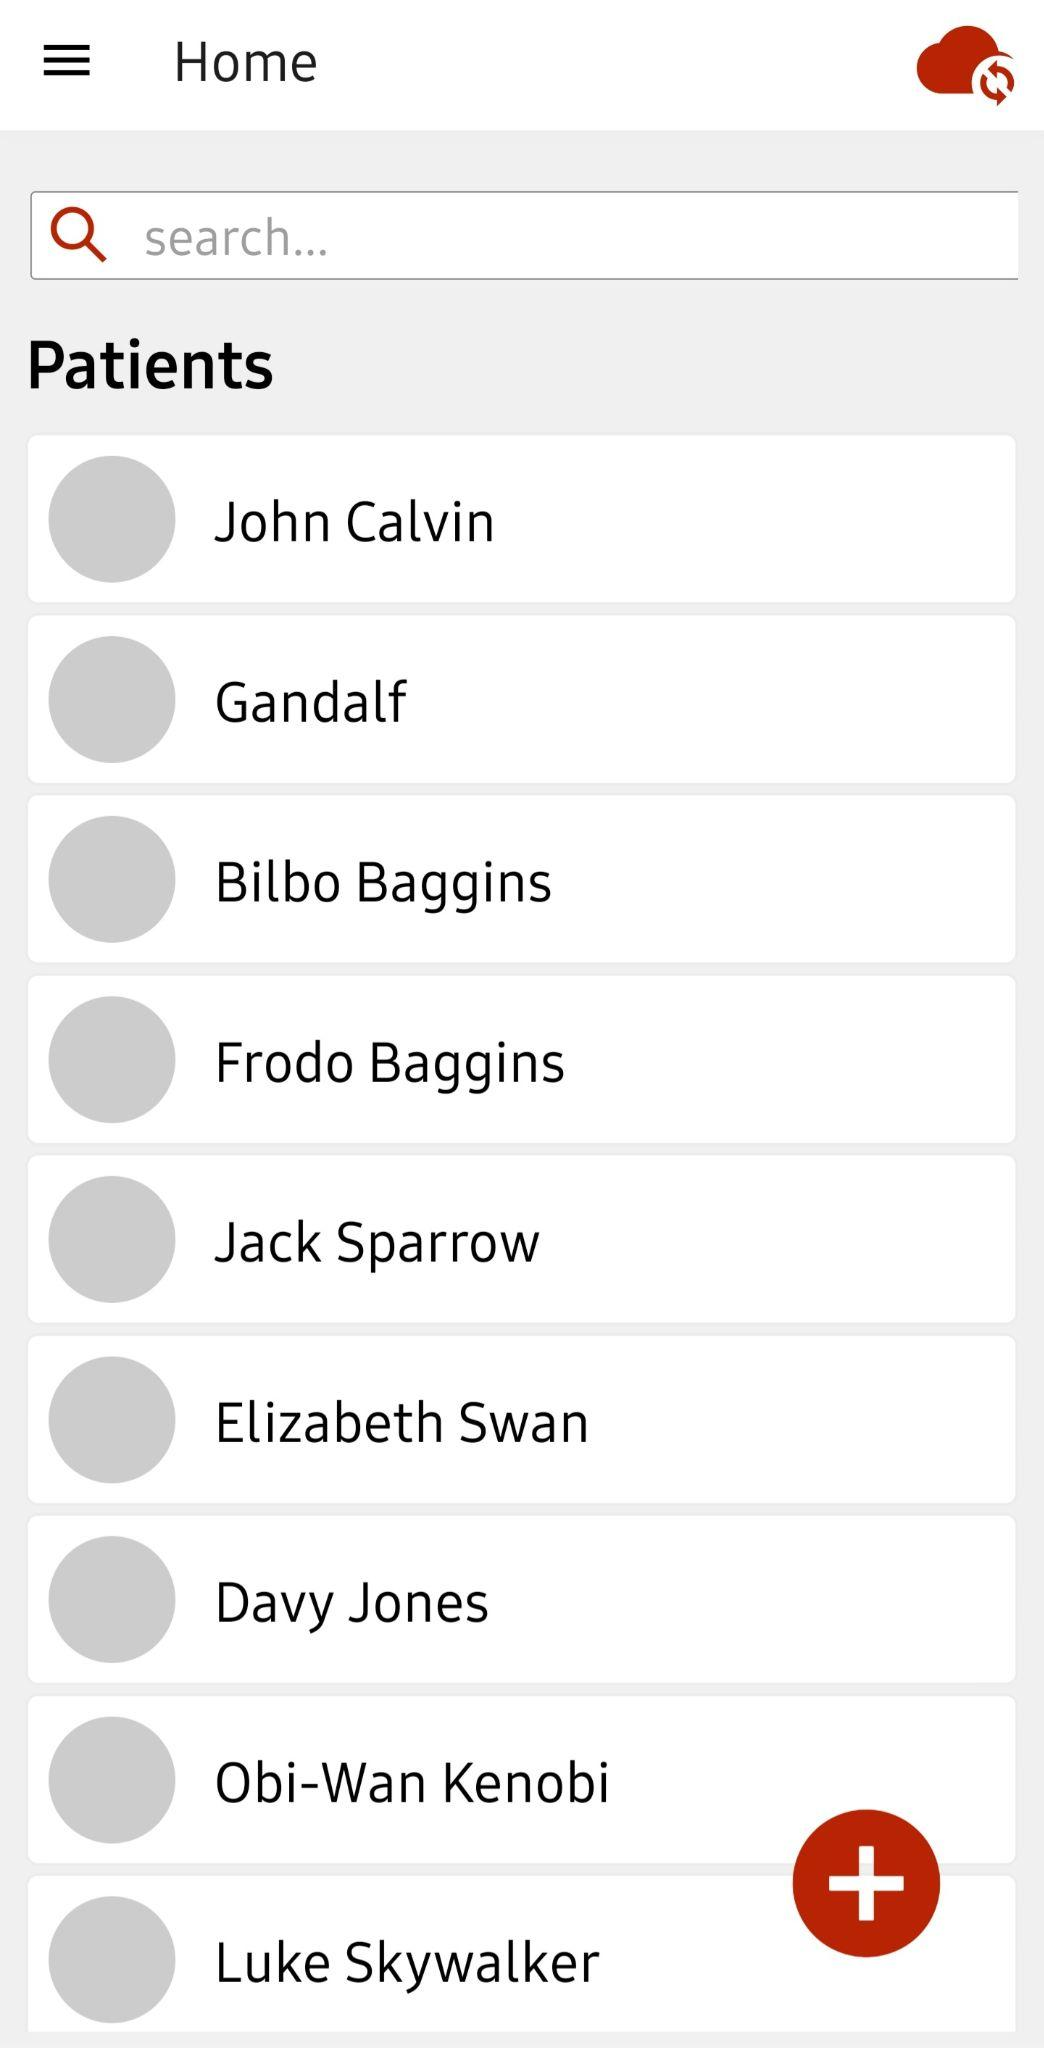 Home
search...
Patients
John Calvin
Gandalf
Bilbo Baggins
Frodo Baggins
Jack Sparrow
Elizabeth Swan
Davy Jones
Obi-Wan Kenobi
Luke Skywalker